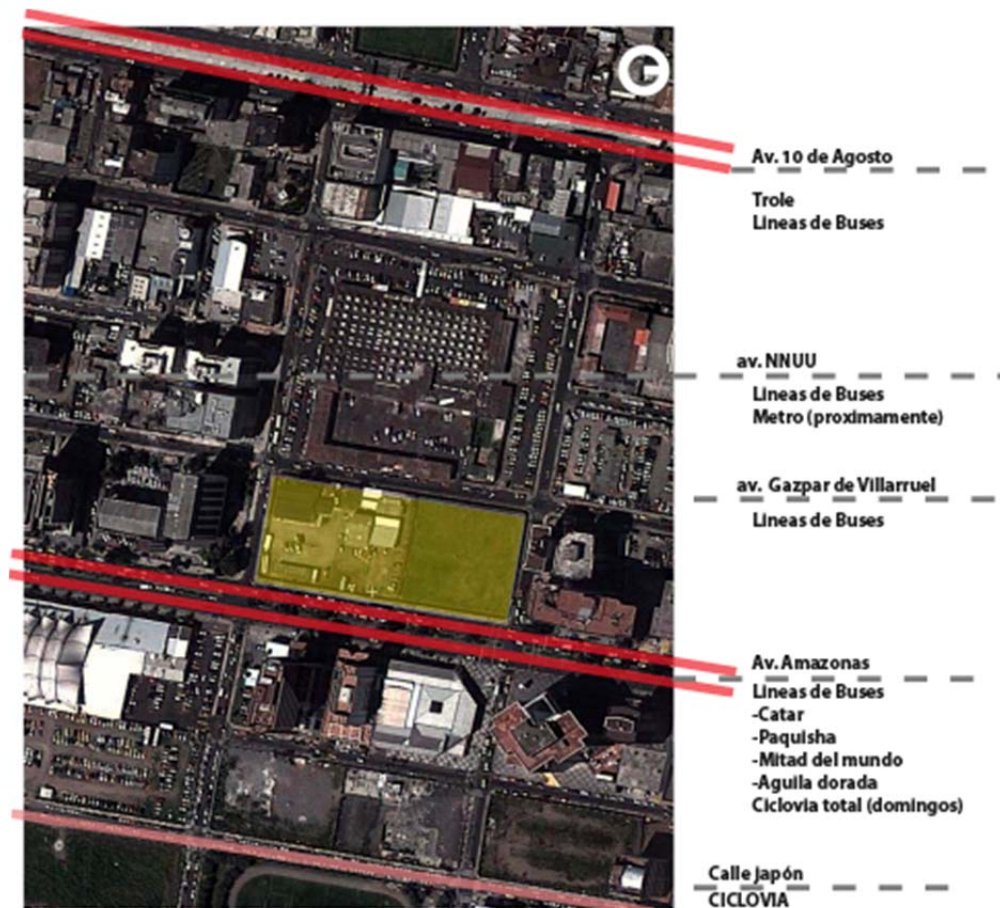 Av. 10 de Agosto
Trole
Lineas de Buses
av. NNUU
Lineas de Buses
Metro (proximamente)
av. Gazpar de Villarruel
Lineas de Buses
Av. Amazonas
Lineas de Buses
-Catar
-Paquisha
-Mitad del mundo
-Aguila dorada
Ciclovia total (domingos)
Calle japón
CICLOVIA